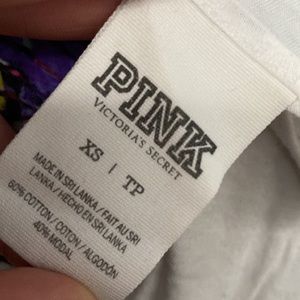 PINK
VICTORIA'S SECRET
XS | TP
MADE IN SRI LANKA / FAIT AU SRI
LANKA / HECHO EN SRI LANKA
60% COTTON / COTON / ALGODÓN
40% MODAL